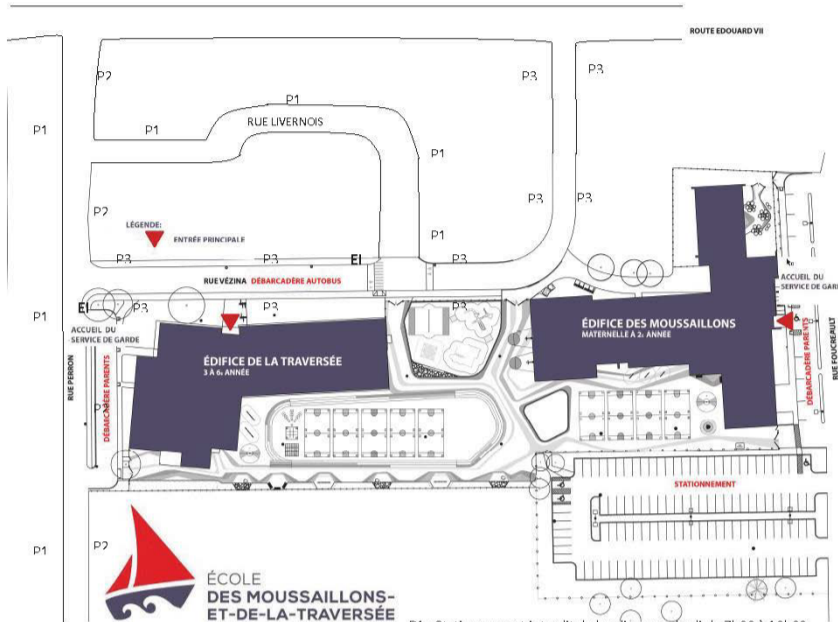 ROUTE EDOUARD VII
P2
P3
P3
P1
RUE LIVERNOIS
P1
P1
P1
P2
P3
P3
LÉGENDE:
ENTRÉE PRINCIPALE
P1
P3
P3
EI
P3
RUE VÉZINA DÉBARCADÈRE AUTOBUS
ACCUEIL DU
SERVICE DE GARDE
EI
P3
P3
P3
P1
ACCUEIL DU
SERVICE DE GARDE
ÉDIFICE DES MOUSSAILLONS
MATERNELLE À 2e ANNÉE
ÉDIFICE DE LA TRAVERSÉE
3 À 6e ANNÉE
RUE PERRON
DÉBARCADÈRE PARENTS
DÉBARCADÈRE PARENTS
RUE FOUCREAULT
STATIONNEMENT
P1
P2
ÉCOLE
DES MOUSSAILLONS-
ET-DE-LA-TRAVERSÉE